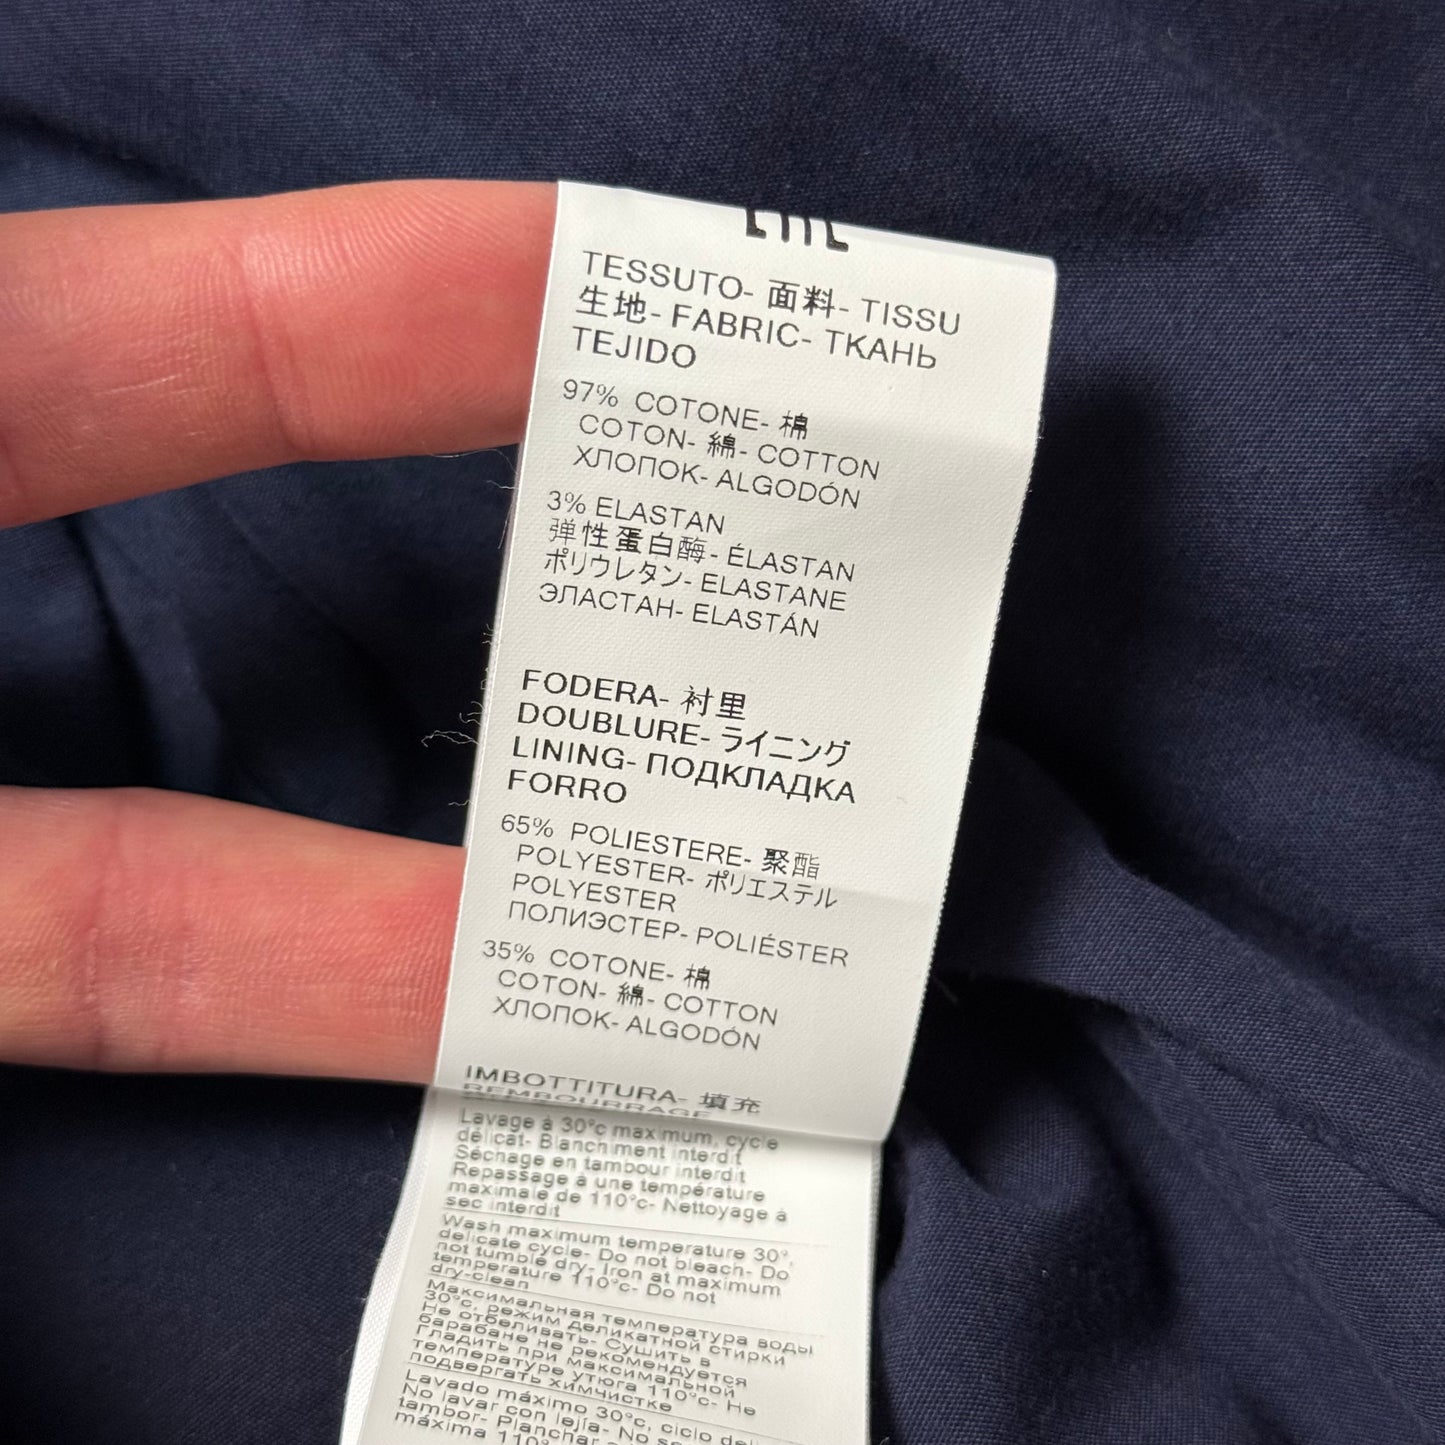 TESSUTO- 面料- TISSU
生地- FABRIC- ТКАНЬ
TEJIDO
97% COTONE- 棉
COTON- 綿- COTTON
ХЛОПОК- ALGODÓN
3% ELASTAN
弹性蛋白酶- ÉLASTAN
ポリウレタン- ELASTANE
ЭЛАСТАН- ELASTÁN
FODERA- 衬里
DOUBLURE- ライニング
LINING- ПОДКЛАДКА
FORRO
65% POLIESTERE- 聚酯
POLYESTER- ポリエステル
POLYESTER
ПОЛИЭСТЕР- POLIÉSTER
35% COTONE- 棉
COTON- 綿- COTTON
ХЛОПОК- ALGODÓN
IMBOTTITURA- 填充
REMBOURRAGE
Lavage à 30°c maximum, cycle
délicat- Blanchiment interdit
Séchage en tambour interdit
Repassage à une température
maximale de 110°c- Nettoyage à
sec interdit
Wash maximum temperature 30°,
delicate cycle- Do not bleach- Do
not tumble dry- Iron at maximum
temperature 110°c- Do not
dry-clean
Максимальная температура воды
30°с, режим деликатной стирки
Не отбеливать- Сушить в
барабане не рекомендуется
Гладить при максимальной
температуре утюга 110°с- Не
подвергать химчистке
Lavado máximo 30°c, ciclo
No lavar con lejía- No
tambor- Planchar
máxima 110°